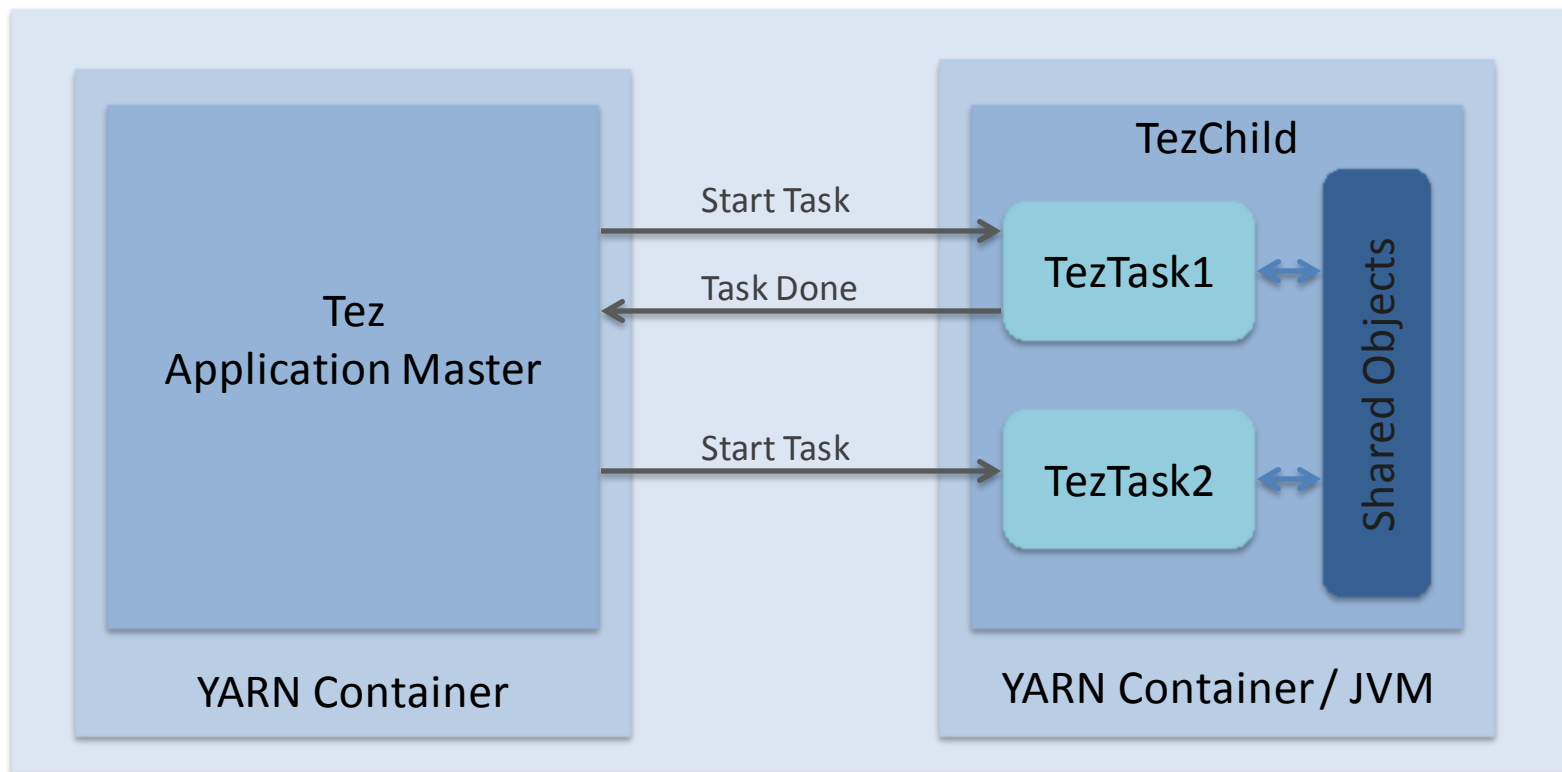 Tez
Application Master
YARN Container
Start Task
Task Done
Start Task
TezChild
TezTask1
TezTask2
Shared Objects
YARN Container / JVM